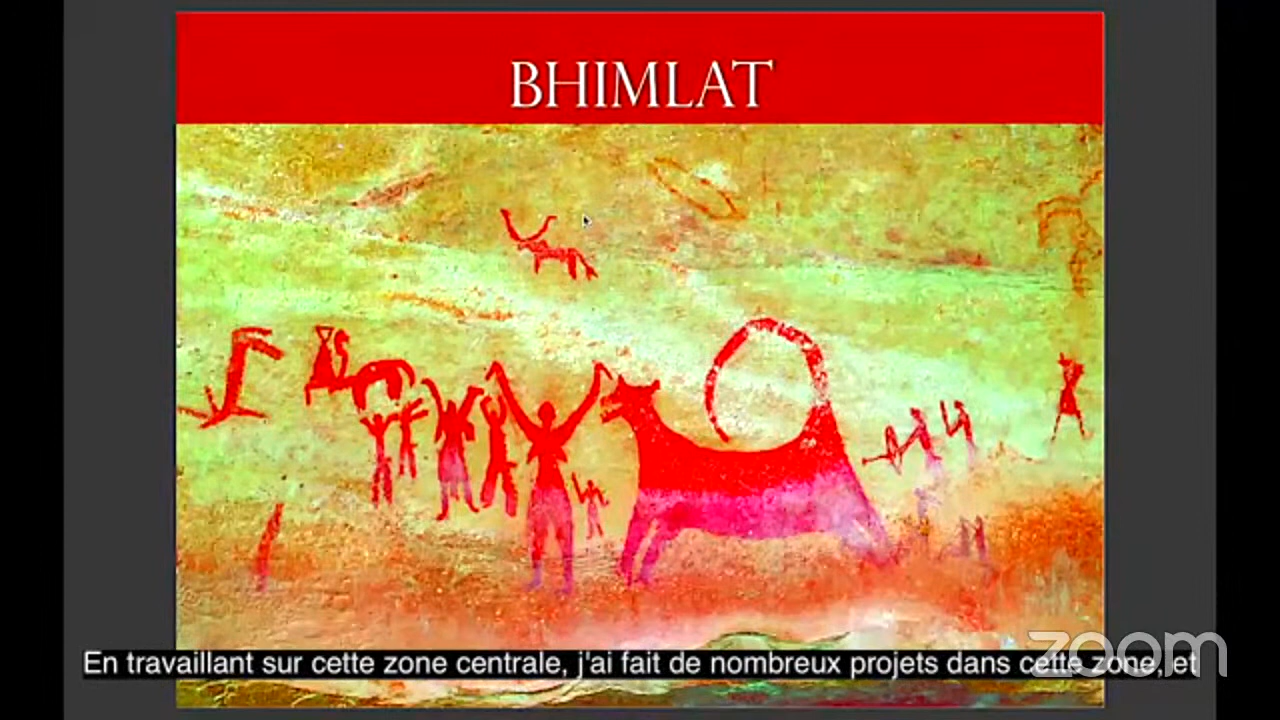 BHIMLAT
En travaillant sur cette zone centrale, j'ai fait de nombreux projets dans cette zone, et
zoom